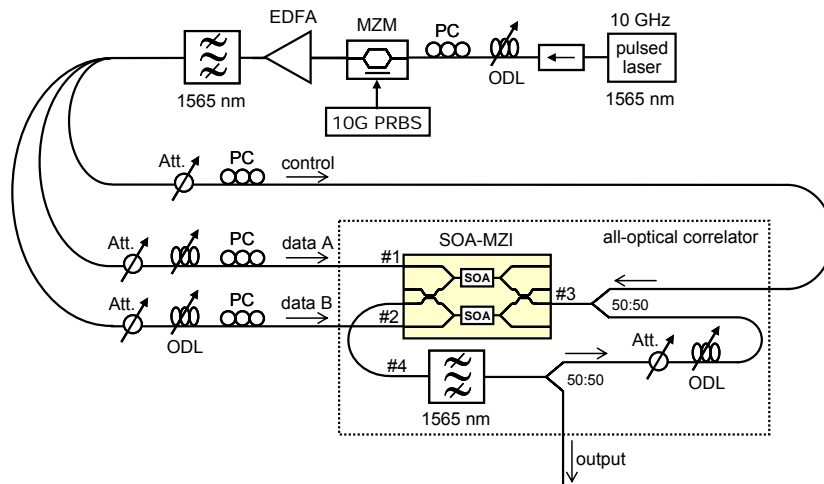 EDFA
MZM
PC
ODL
10 GHz
pulsed
laser
1565 nm
1565 nm
10G PRBS
Att.
PC
control
Att.
PC
data A
#1
SOA-MZI
all-optical correlator
SOA
#3
50:50
Att.
ODL
PC
data B
#2
SOA
#4
1565 nm
50:50
Att.
ODL
output